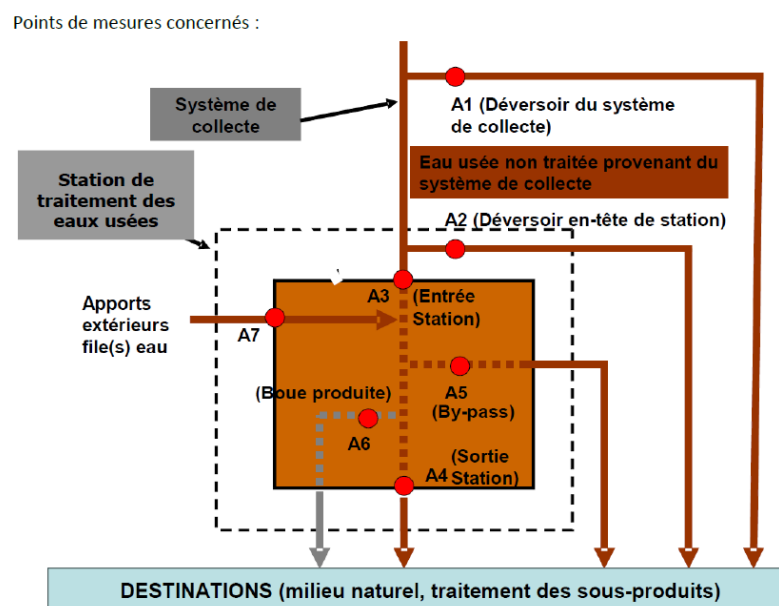 Points de mesures concernés :
Système de
collecte
A1 (Déversoir du système
de collecte)
Eau usée non traitée provenant du
système de collecte
Station de
traitement des
eaux usées
A2 (Déversoir en-tête de station)
A3
(Entrée
Station)
Apports
extérieurs
file(s) eau
A7
(Boue produite)
A5
(By-pass)
A6
(Sortie
Station)
A4
DESTINATIONS (milieu naturel, traitement des sous-produits)